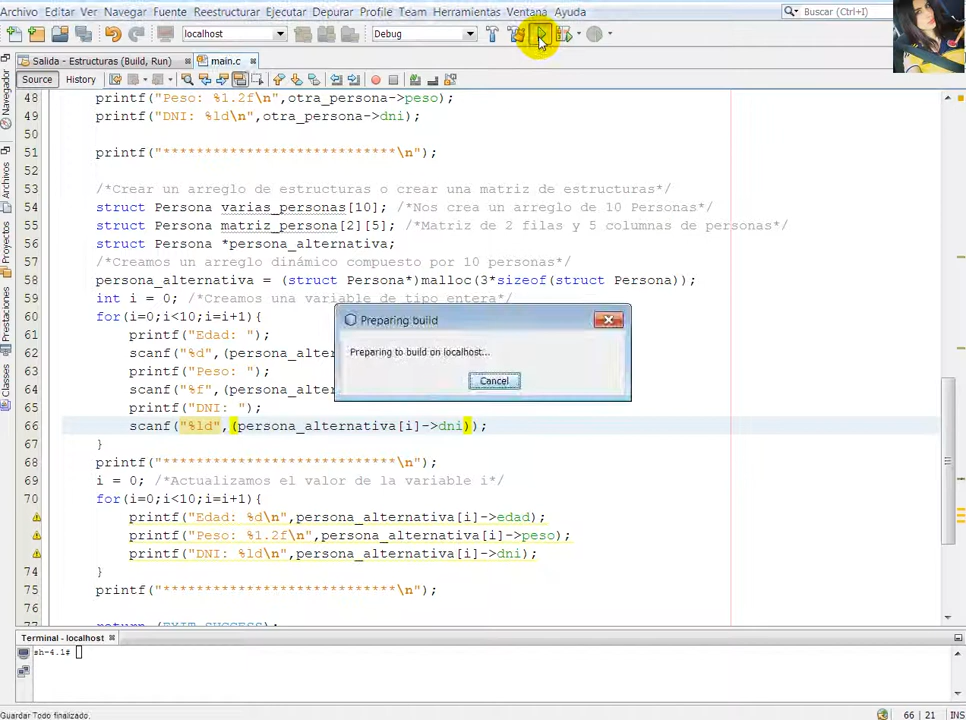 Archivo Editar Ver Navegar Fuente Reestructurar Ejecutar Depurar Profile Team Herramientas Ventana Ayuda
Buscar (Ctrl+I)
localhost
Debug
Salida - Estructuras (Build, Run)
main.c
Source History
Navegador
Archivos
Proyectos
Prestaciones
Classes
48 printf("Peso: %1.2f\n",otra_persona->peso);
49 printf("DNI: %ld\n",otra_persona->dni);
50
51 printf("****************************\n");
52
53 /*Crear un arreglo de estructuras o crear una matriz de estructuras*/
54 struct Persona varias_personas[10]; /*Nos crea un arreglo de 10 Personas*/
55 struct Persona matriz_persona[2][5]; /*Matriz de 2 filas y 5 columnas de personas*/
56 struct Persona *persona_alternativa;
57 /*Creamos un arreglo dinámico compuesto por 10 personas*/
58 persona_alternativa = (struct Persona*)malloc(3*sizeof(struct Persona));
59 int i = 0; /*Creamos una variable de tipo entera*/
60 for(i=0;i<10;i=i+1){
61 printf("Edad: ");
62 scanf("%d",(persona_alter
63 printf("Peso: ");
64 scanf("%f",(persona_alter
65 printf("DNI: ");
66 scanf("%ld",(persona_alternativa[i]->dni));
67 }
68 printf("****************************\n");
69 i = 0; /*Actualizamos el valor de la variable i*/
70 for(i=0;i<10;i=i+1){
printf("Edad: %d\n",persona_alternativa[i]->edad);
printf("Peso: %1.2f\n",persona_alternativa[i]->peso);
printf("DNI: %ld\n",persona_alternativa[i]->dni);
74 }
75 printf("****************************\n");
76
77 return (EXIT_SUCCESS);
Preparing build
Preparing to build on localhost...
Cancel
Terminal - localhost
sh-4.1#
Guardar Todo finalizado.
66 | 21 INS